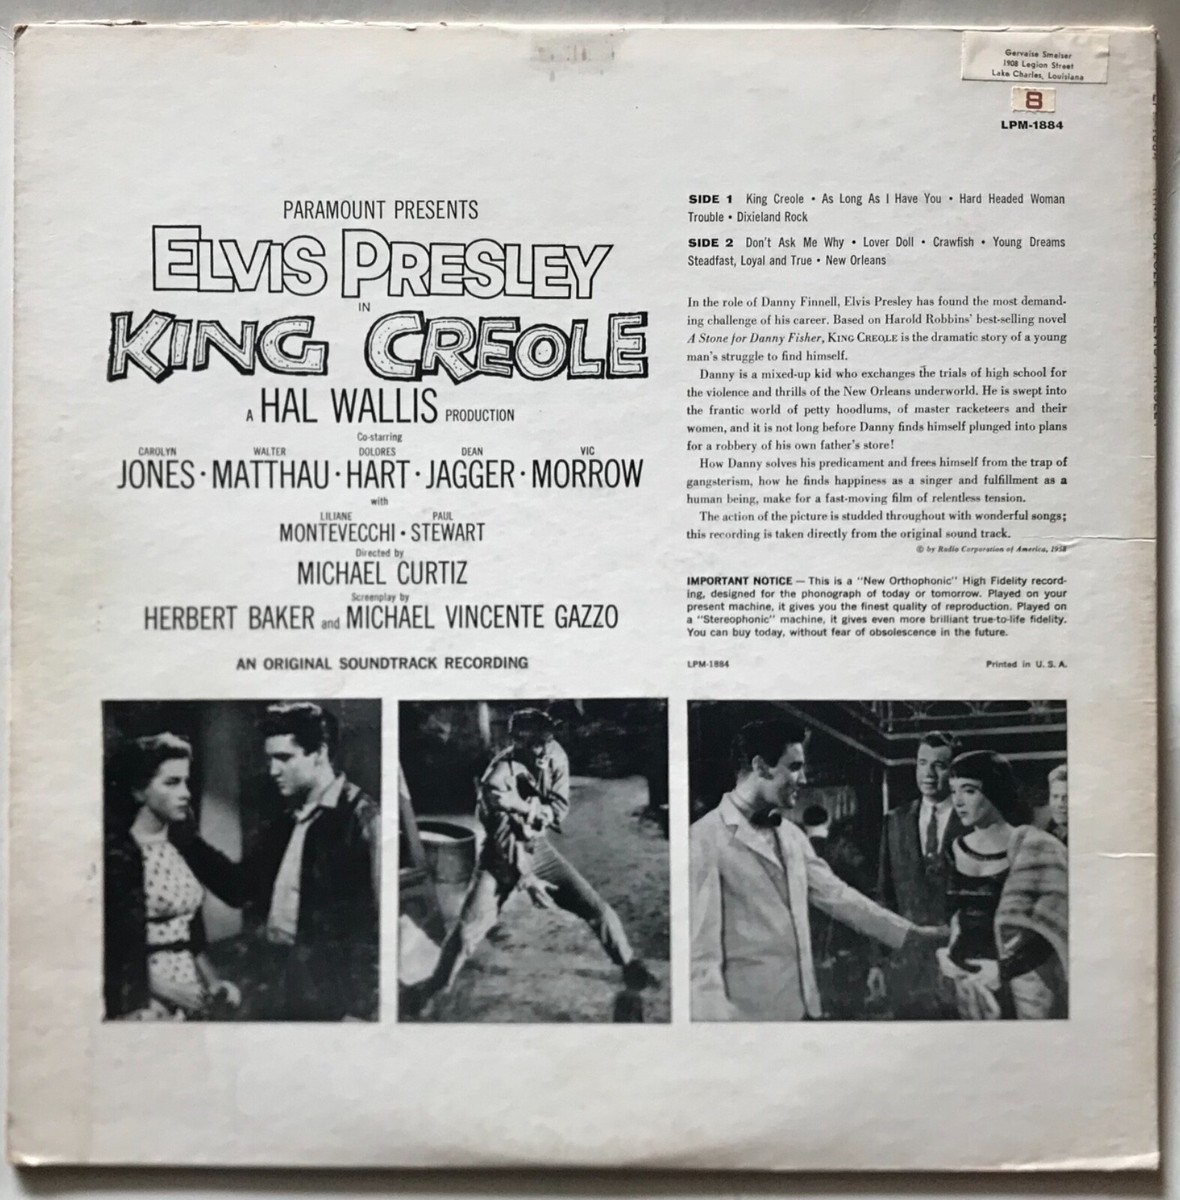 Gervaise Smelser
1908 Legion Street
Lake Charles, Louisiana
8
LPM-1884
PARAMOUNT PRESENTS
ELVIS PRESLEY
IN
KING CREOLE
A HAL WALLIS PRODUCTION
Co-starring
CAROLYN WALTER DOLORES DEAN VIC
JONES · MATTHAU · HART · JAGGER · MORROW
with
LILIANE PAUL
MONTEVECCHI · STEWART
Directed by
MICHAEL CURTIZ
Screenplay by
HERBERT BAKER and MICHAEL VINCENTE GAZZO
AN ORIGINAL SOUNDTRACK RECORDING
SIDE 1 King Creole • As Long As I Have You • Hard Headed Woman
Trouble • Dixieland Rock
SIDE 2 Don't Ask Me Why • Lover Doll • Crawfish • Young Dreams
Steadfast, Loyal and True • New Orleans
In the role of Danny Finnell, Elvis Presley has found the most demand-
ing challenge of his career. Based on Harold Robbins' best-selling novel
A Stone for Danny Fisher, KING CREOLE is the dramatic story of a young
man's struggle to find himself.
Danny is a mixed-up kid who exchanges the trials of high school for
the violence and thrills of the New Orleans underworld. He is swept into
the frantic world of petty hoodlums, of master racketeers and their
women, and it is not long before Danny finds himself plunged into plans
for a robbery of his own father's store!
How Danny solves his predicament and frees himself from the trap of
gangsterism, how he finds happiness as a singer and fulfillment as a
human being, make for a fast-moving film of relentless tension.
The action of the picture is studded throughout with wonderful songs;
this recording is taken directly from the original sound track.
© by Radio Corporation of America, 1958
IMPORTANT NOTICE — This is a "New Orthophonic" High Fidelity record-
ing, designed for the phonograph of today or tomorrow. Played on your
present machine, it gives you the finest quality of reproduction. Played on
a "Stereophonic" machine, it gives even more brilliant true-to-life fidelity.
You can buy today, without fear of obsolescence in the future.
LPM-1884 Printed in U. S. A.